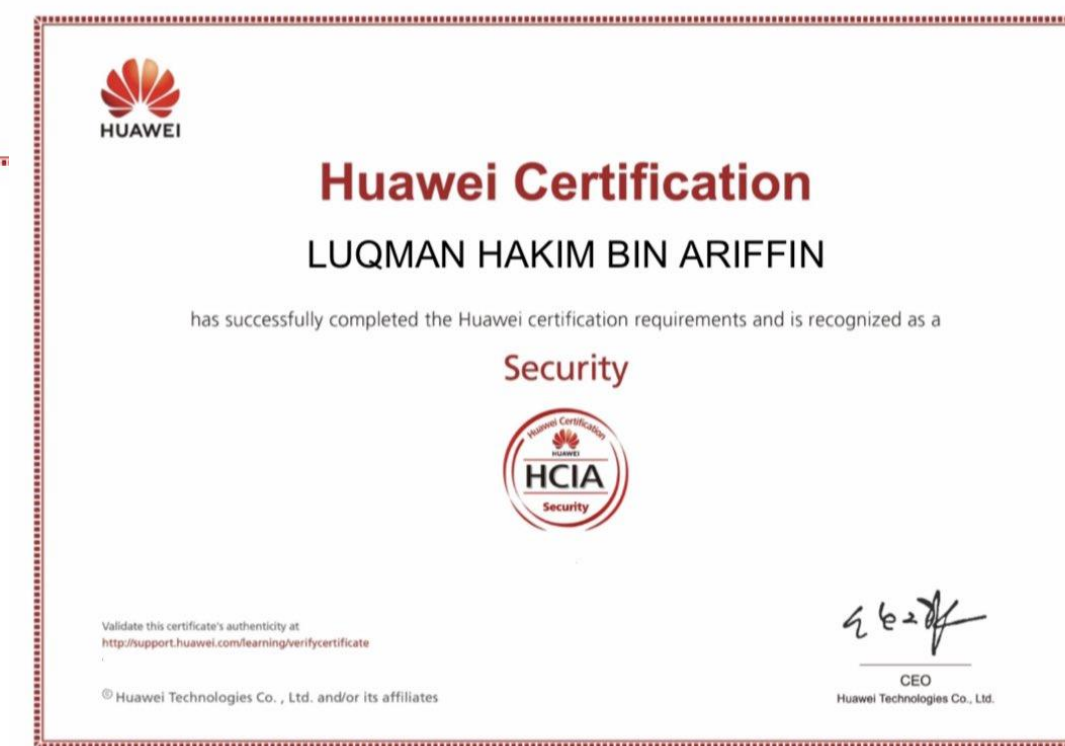 HUAWEI
Huawei Certification
LUQMAN HAKIM BIN ARIFFIN
has successfully completed the Huawei certification requirements and is recognized as a
Security
Huawei Certification
HUAWEI
HCIA
Security
Validate this certificate's authenticity at
http://support.huawei.com/learning/verifycertificate
© Huawei Technologies Co. , Ltd. and/or its affiliates
CEO
Huawei Technologies Co., Ltd.